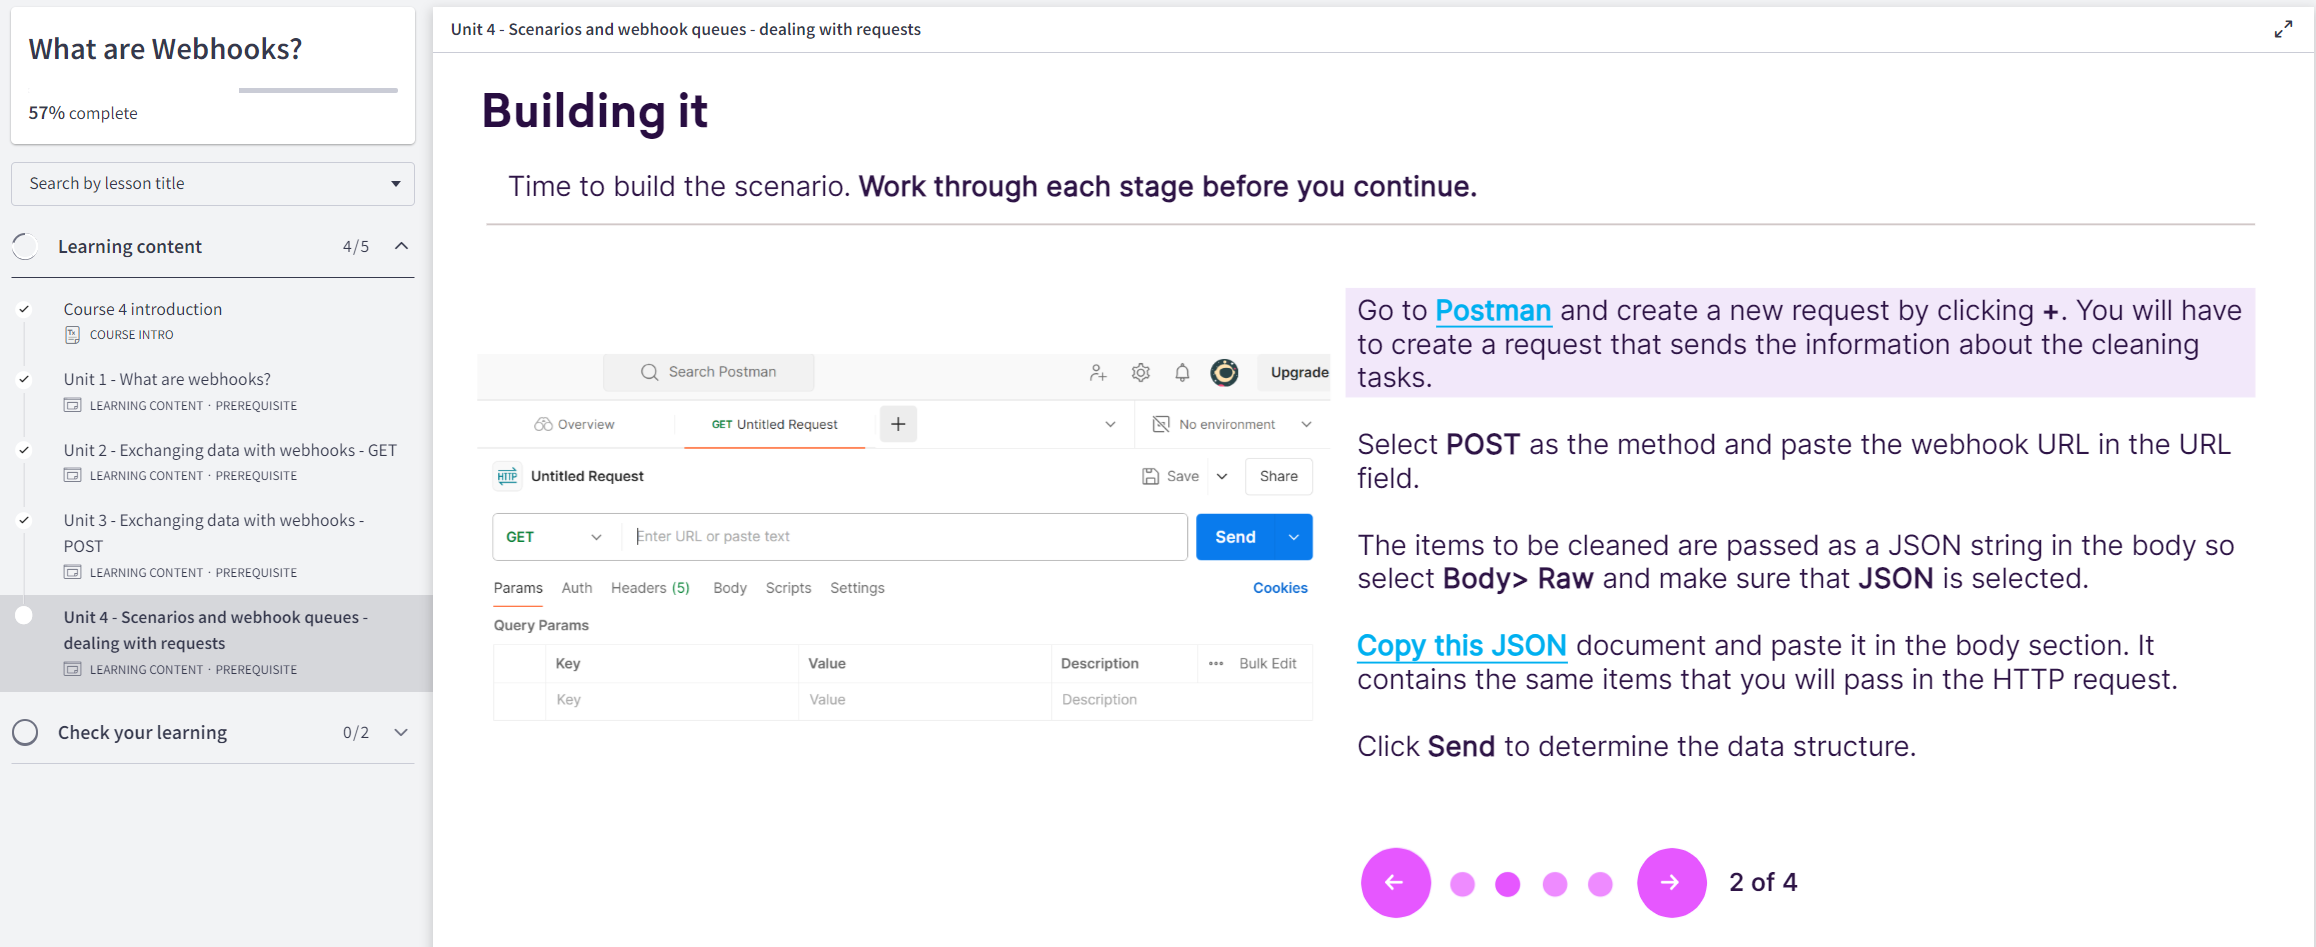 What are Webhooks?
57% complete
Search by lesson title
Learning content 4/5
Course 4 introduction
COURSE INTRO
Unit 1 - What are webhooks?
LEARNING CONTENT · PREREQUISITE
Unit 2 - Exchanging data with webhooks - GET
LEARNING CONTENT · PREREQUISITE
Unit 3 - Exchanging data with webhooks -
POST
LEARNING CONTENT · PREREQUISITE
Unit 4 - Scenarios and webhook queues -
dealing with requests
LEARNING CONTENT · PREREQUISITE
Check your learning 0/2
Unit 4 - Scenarios and webhook queues - dealing with requests
Building it
Time to build the scenario. Work through each stage before you continue.
Search Postman Upgrade
Overview GET Untitled Request + No environment
HTTP Untitled Request Save Share
GET Enter URL or paste text Send
Params Auth Headers (5) Body Scripts Settings Cookies
Query Params
Key Value Description ••• Bulk Edit
Key Value Description
Go to Postman and create a new request by clicking +. You will have
to create a request that sends the information about the cleaning
tasks.
Select POST as the method and paste the webhook URL in the URL
field.
The items to be cleaned are passed as a JSON string in the body so
select Body> Raw and make sure that JSON is selected.
Copy this JSON document and paste it in the body section. It
contains the same items that you will pass in the HTTP request.
Click Send to determine the data structure.
2 of 4